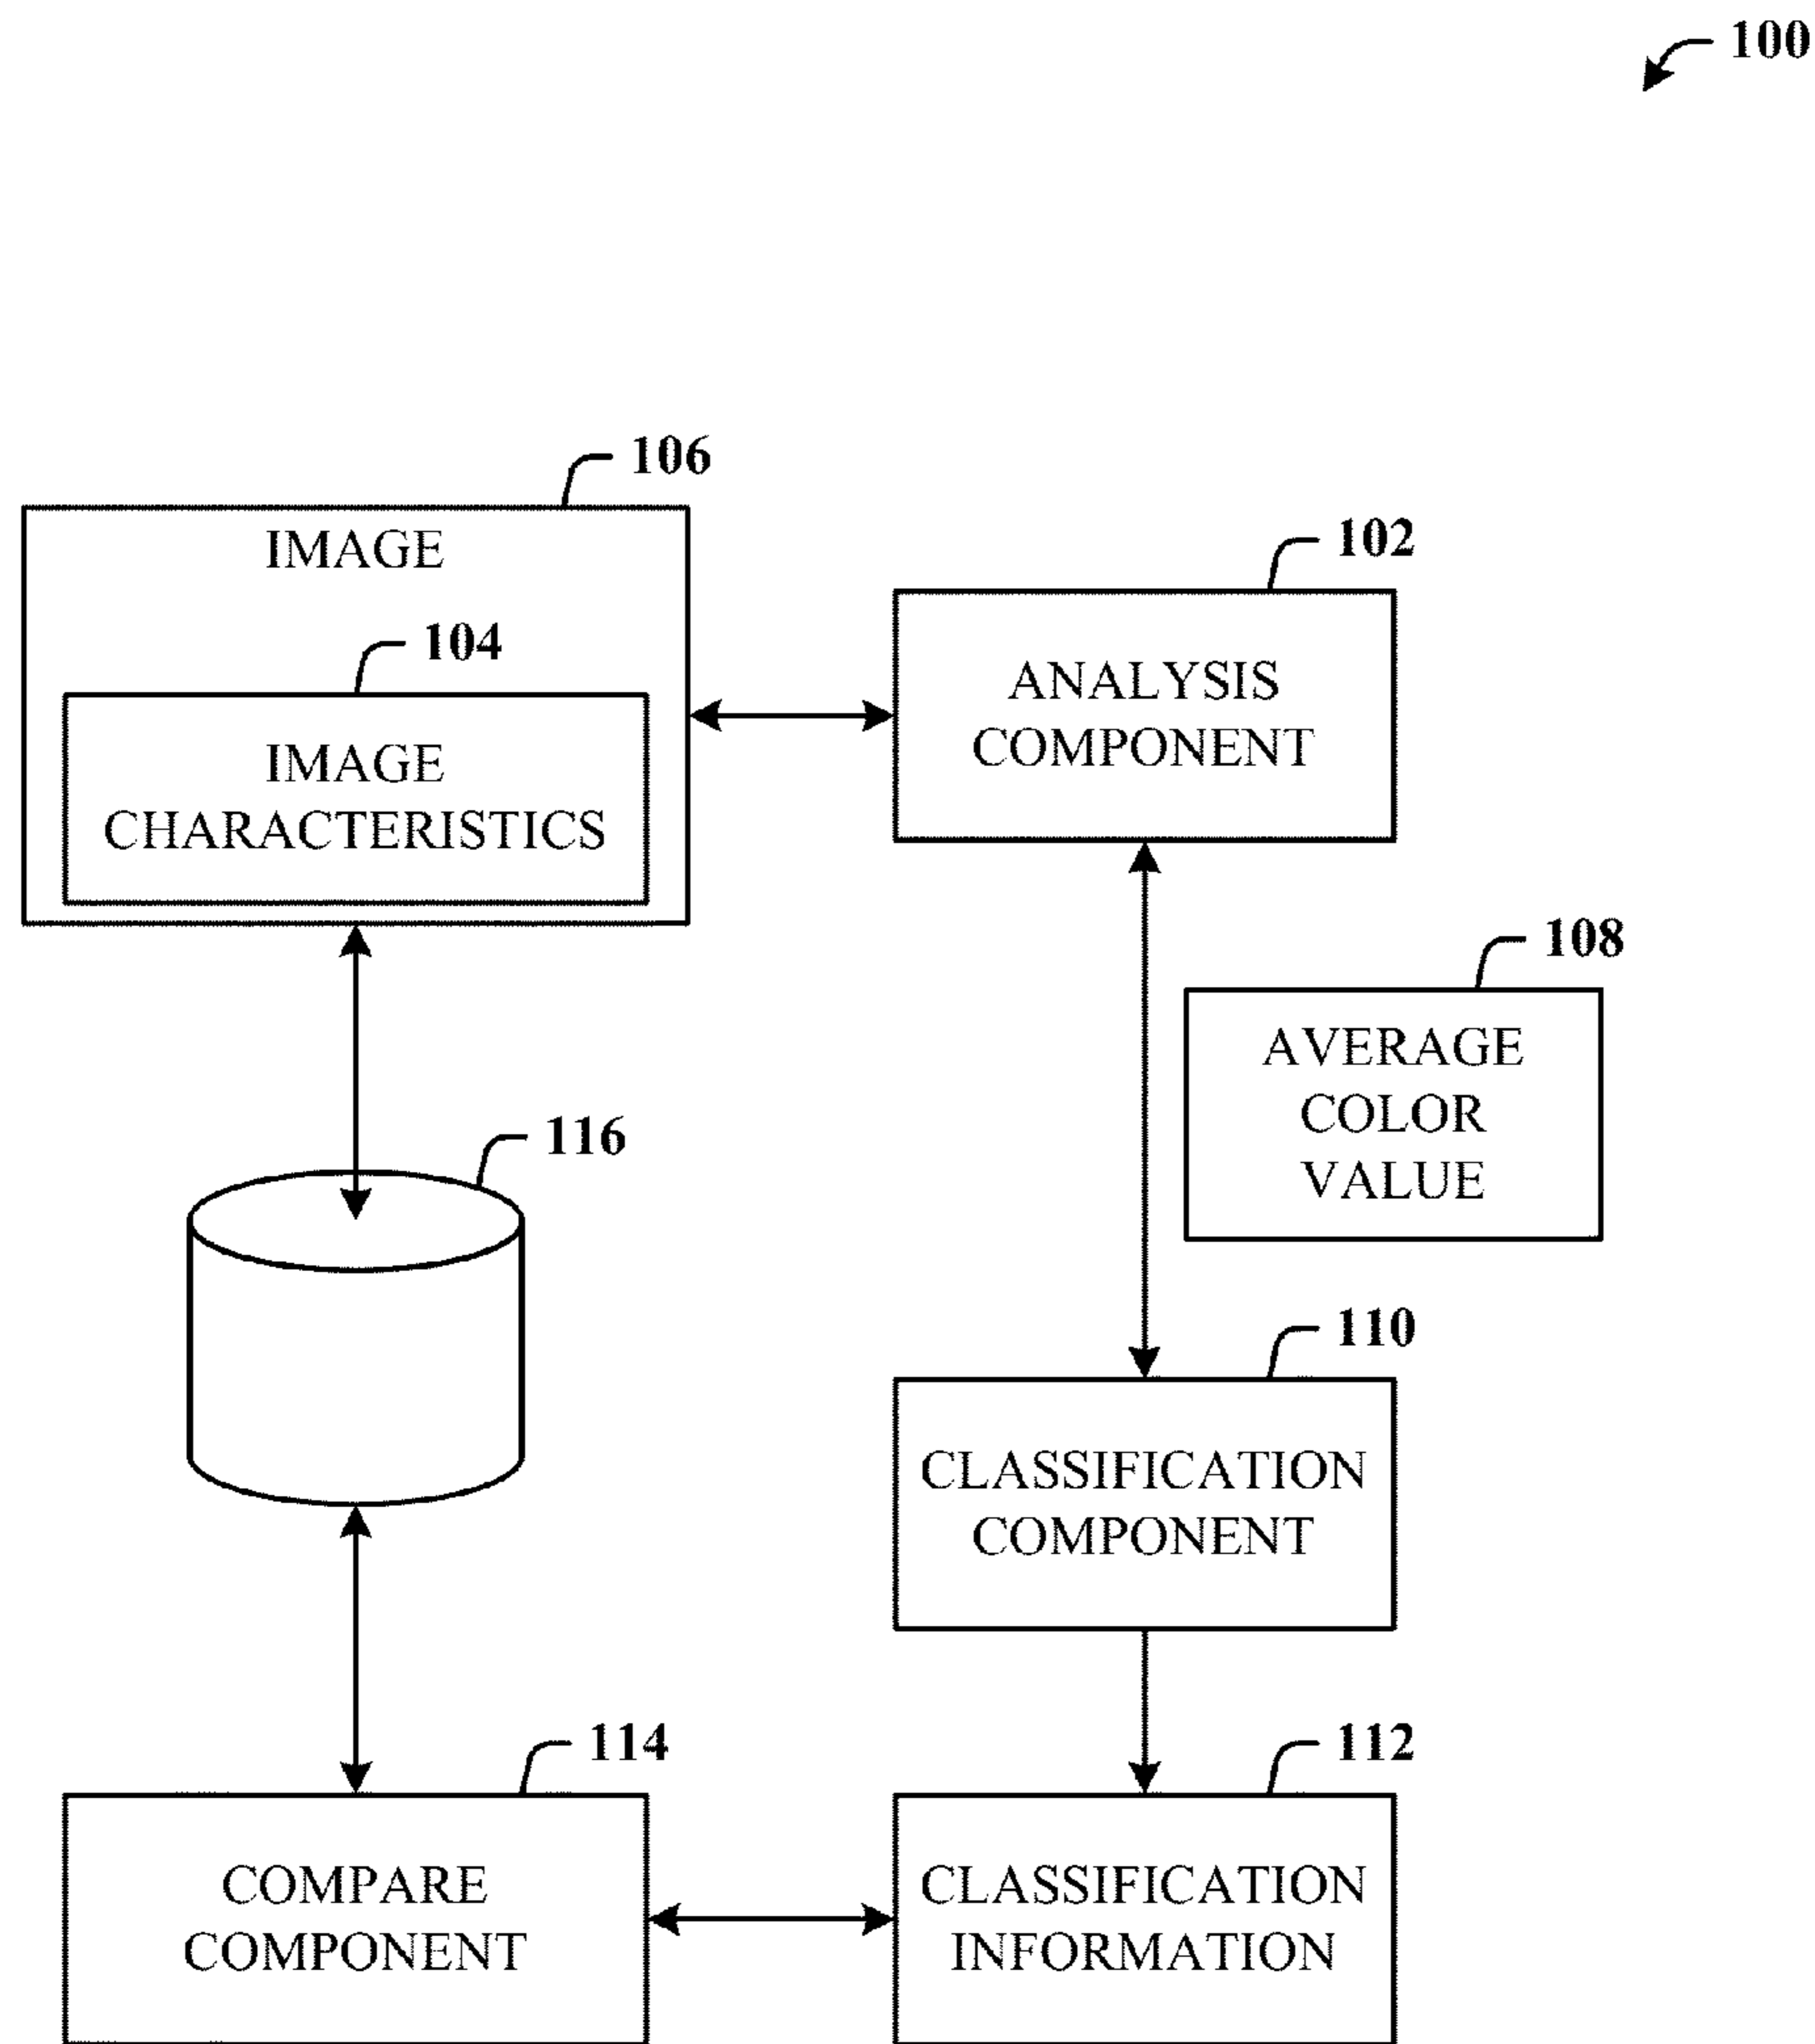 100
106
IMAGE
102
104
ANALYSIS
COMPONENT
IMAGE
CHARACTERISTICS
108
AVERAGE
COLOR
VALUE
116
110
CLASSIFICATION
COMPONENT
114
112
COMPARE
COMPONENT
CLASSIFICATION
INFORMATION